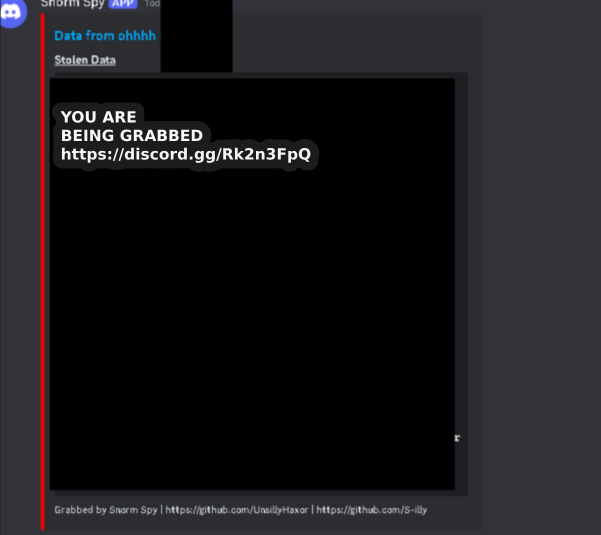 Snorm Spy APP Tod
Data from ohhhh
Stolen Data
YOU ARE
BEING GRABBED
https://discord.gg/Rk2n3FpQ
r
Grabbed by Snorm Spy | https://github.com/UnsillyHaxor | https://github.com/S-illy